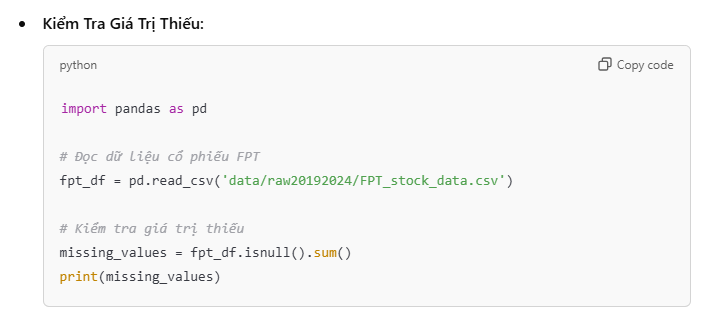 Kiểm Tra Giá Trị Thiếu:
python
Copy code
import pandas as pd
# Đọc dữ liệu cổ phiếu FPT
fpt_df = pd.read_csv('data/raw20192024/FPT_stock_data.csv')
# Kiểm tra giá trị thiếu
missing_values = fpt_df.isnull().sum()
print(missing_values)